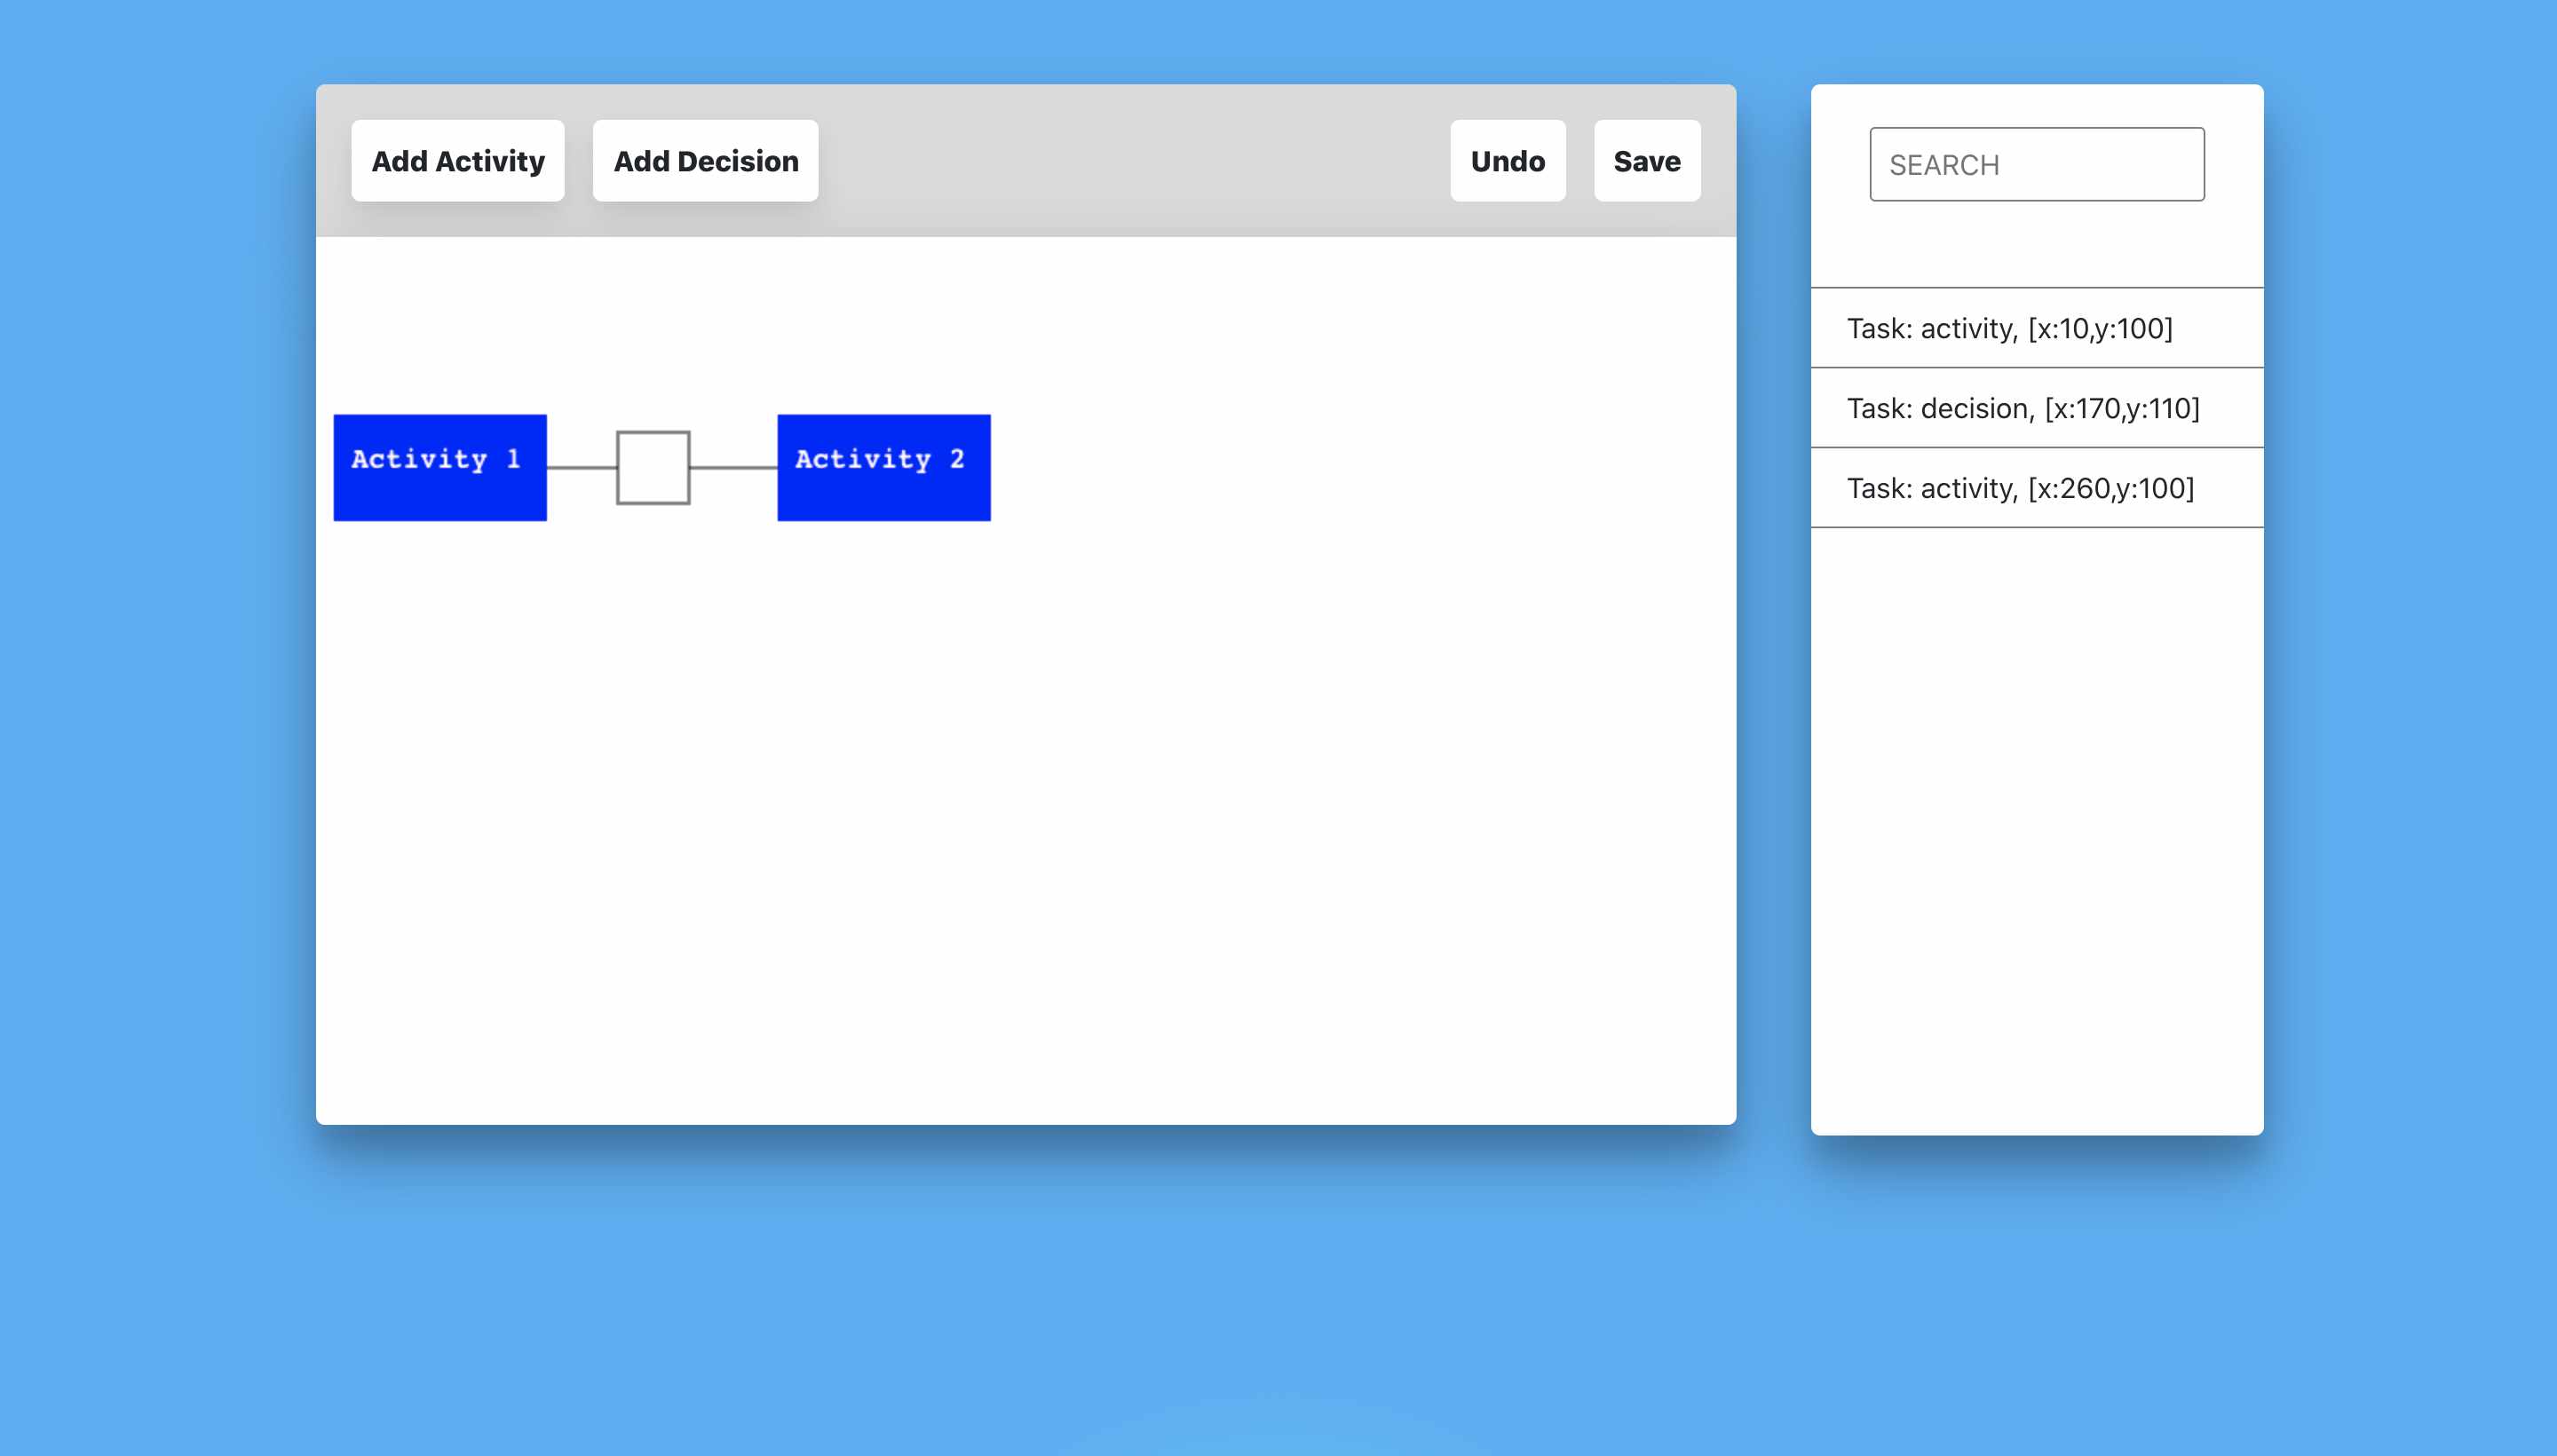 Add Activity
Add Decision
Undo
Save
SEARCH
Task: activity, [x:10,y:100]
Task: decision, [x:170,y:110]
Task: activity, [x:260,y:100]
Activity 1
Activity 2